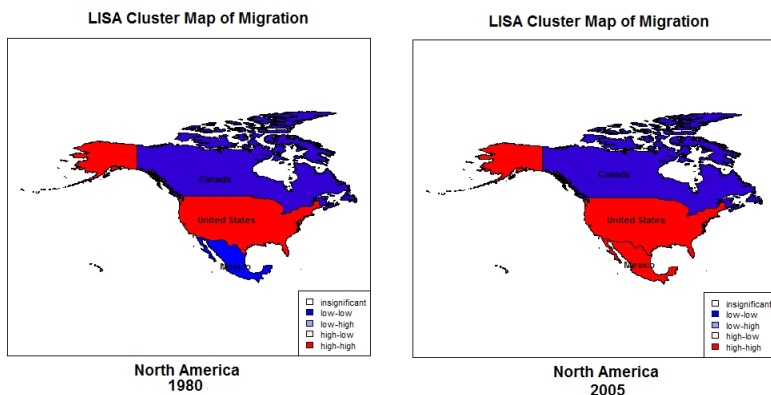 LISA Cluster Map of Migration
Canada
United States
Mexico
insignificant
low-low
low-high
high-low
high-high
North America
1980
LISA Cluster Map of Migration
Canada
United States
Mexico
insignificant
low-low
low-high
high-low
high-high
North America
2005